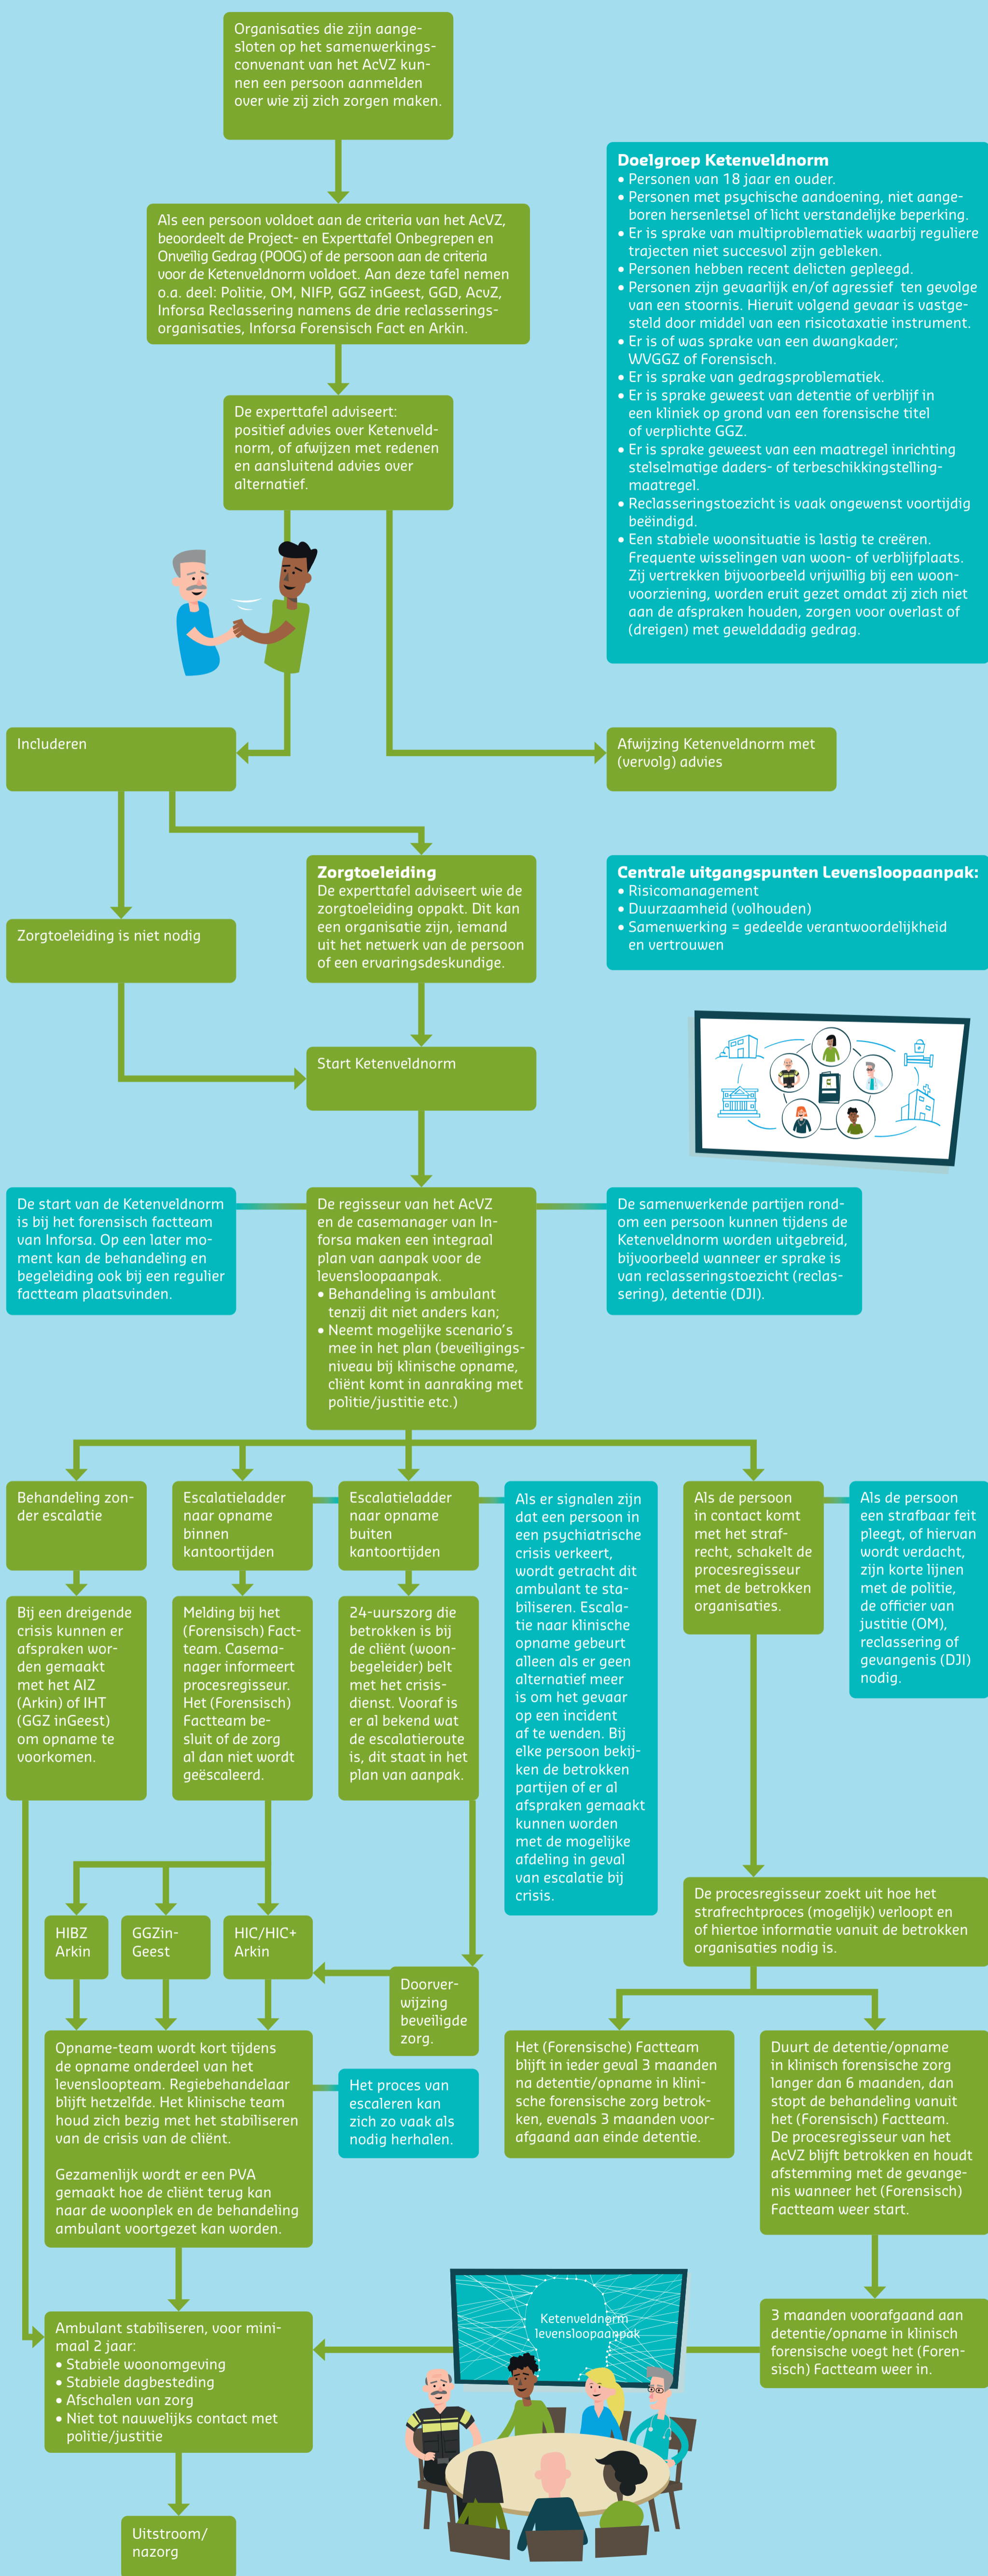 Organisaties die zijn aange-
sloten op het samenwerkings-
convenant van het AcVZ kun-
nen een persoon aanmelden
over wie zij zich zorgen maken.
Als een persoon voldoet aan de criteria van het AcVZ,
beoordeelt de Project- en Experttafel Onbegrepen en
Onveilig Gedrag (POOG) of de persoon aan de criteria
voor de Ketenveldnorm voldoet. Aan deze tafel nemen
o.a. deel: Politie, OM, NIFP, GGZ inGeest, GGD, AcvZ,
Inforsa Reclassering namens de drie reclasserings-
organisaties, Inforsa Forensisch Fact en Arkin.
De experttafel adviseert:
positief advies over Ketenveld-
norm, of afwijzen met redenen
en aansluitend advies over
alternatief.
Doelgroep Ketenveldnorm
• Personen van 18 jaar en ouder.
• Personen met psychische aandoening, niet aange-
boren hersenletsel of licht verstandelijke beperking.
• Er is sprake van multiproblematiek waarbij reguliere
trajecten niet succesvol zijn gebleken.
• Personen hebben recent delicten gepleegd.
• Personen zijn gevaarlijk en/of agressief ten gevolge
van een stoornis. Hieruit volgend gevaar is vastge-
steld door middel van een risicotaxatie instrument.
• Er is of was sprake van een dwangkader;
WVGGZ of Forensisch.
• Er is sprake van gedragsproblematiek.
• Er is sprake geweest van detentie of verblijf in
een kliniek op grond van een forensische titel
of verplichte GGZ.
• Er is sprake geweest van een maatregel inrichting
stelselmatige daders- of terbeschikkingstelling-
maatregel.
• Reclasseringstoezicht is vaak ongewenst voortijdig
beëindigd.
• Een stabiele woonsituatie is lastig te creëren.
Frequente wisselingen van woon- of verblijfplaats.
Zij vertrekken bijvoorbeeld vrijwillig bij een woon-
voorziening, worden eruit gezet omdat zij zich niet
aan de afspraken houden, zorgen voor overlast of
(dreigen) met gewelddadig gedrag.
Includeren
Afwijzing Ketenveldnorm met
(vervolg) advies
Zorgtoeleiding is niet nodig
Zorgtoeleiding
De experttafel adviseert wie de
zorgtoeleiding oppakt. Dit kan
een organisatie zijn, iemand
uit het netwerk van de persoon
of een ervaringsdeskundige.
Centrale uitgangspunten Levensloopaanpak:
• Risicomanagement
• Duurzaamheid (volhouden)
• Samenwerking = gedeelde verantwoordelijkheid
en vertrouwen
Start Ketenveldnorm
De start van de Ketenveldnorm
is bij het forensisch factteam
van Inforsa. Op een later mo-
ment kan de behandeling en
begeleiding ook bij een regulier
factteam plaatsvinden.
De regisseur van het AcVZ
en de casemanager van In-
forsa maken een integraal
plan van aanpak voor de
levensloopaanpak.
• Behandeling is ambulant
tenzij dit niet anders kan;
• Neemt mogelijke scenario's
mee in het plan (beveiligings-
niveau bij klinische opname,
cliënt komt in aanraking met
politie/justitie etc.)
De samenwerkende partijen rond-
om een persoon kunnen tijdens de
Ketenveldnorm worden uitgebreid,
bijvoorbeeld wanneer er sprake is
van reclasseringstoezicht (reclas-
sering), detentie (DJI).
Behandeling zon-
der escalatie
Escalatieladder
naar opname
binnen
kantoortijden
Escalatieladder
naar opname
buiten
kantoortijden
Als er signalen zijn
dat een persoon in
een psychiatrische
crisis verkeert,
wordt getracht dit
ambulant te sta-
biliseren. Escala-
tie naar klinische
opname gebeurt
alleen als er geen
alternatief meer
is om het gevaar
op een incident
af te wenden. Bij
elke persoon bekij-
ken de betrokken
partijen of er al
afspraken gemaakt
kunnen worden
met de mogelijke
afdeling in geval
van escalatie bij
crisis.
Als de persoon
in contact komt
met het straf-
recht, schakelt de
procesregisseur
met de betrokken
organisaties.
Als de persoon
een strafbaar feit
pleegt, of hiervan
wordt verdacht,
zijn korte lijnen
met de politie,
de officier van
justitie (OM),
reclassering of
gevangenis (DJI)
nodig.
Bij een dreigende
crisis kunnen er
afspraken wor-
den gemaakt
met het AIZ
(Arkin) of IHT
(GGZ inGeest)
om opname te
voorkomen.
Melding bij het
(Forensisch) Fact-
team. Casema-
nager informeert
procesregisseur.
Het (Forensisch)
Factteam be-
sluit of de zorg
al dan niet wordt
geëscaleerd.
24-uurszorg die
betrokken is bij
de cliënt (woon-
begeleider) belt
met het crisis-
dienst. Vooraf is
er al bekend wat
de escalatieroute
is, dit staat in het
plan van aanpak.
De procesregisseur zoekt uit hoe het
strafrechtproces (mogelijk) verloopt en
of hiertoe informatie vanuit de betrokken
organisaties nodig is.
HIBZ
Arkin
GGZin-
Geest
HIC/HIC+
Arkin
Doorver-
wijzing
beveiligde
zorg.
Opname-team wordt kort tijdens
de opname onderdeel van het
levensloopteam. Regiebehandelaar
blijft hetzelfde. Het klinische team
houd zich bezig met het stabiliseren
van de crisis van de cliënt.
Gezamenlijk wordt er een PVA
gemaakt hoe de cliënt terug kan
naar de woonplek en de behandeling
ambulant voortgezet kan worden.
Het proces van
escaleren kan
zich zo vaak als
nodig herhalen.
Het (Forensische) Factteam
blijft in ieder geval 3 maanden
na detentie/opname in klini-
sche forensische zorg betrok-
ken, evenals 3 maanden voor-
afgaand aan einde detentie.
Duurt de detentie/opname
in klinisch forensische zorg
langer dan 6 maanden, dan
stopt de behandeling vanuit
het (Forensisch) Factteam.
De procesregisseur van het
AcVZ blijft betrokken en houdt
afstemming met de gevange-
nis wanneer het (Forensisch)
Factteam weer start.
Ambulant stabiliseren, voor mini-
maal 2 jaar:
• Stabiele woonomgeving
• Stabiele dagbesteding
• Afschalen van zorg
• Niet tot nauwelijks contact met
politie/justitie
Ketenveldnorm
levensloopaanpak
3 maanden voorafgaand aan
detentie/opname in klinisch
forensische voegt het (Foren-
sisch) Factteam weer in.
Uitstroom/
nazorg